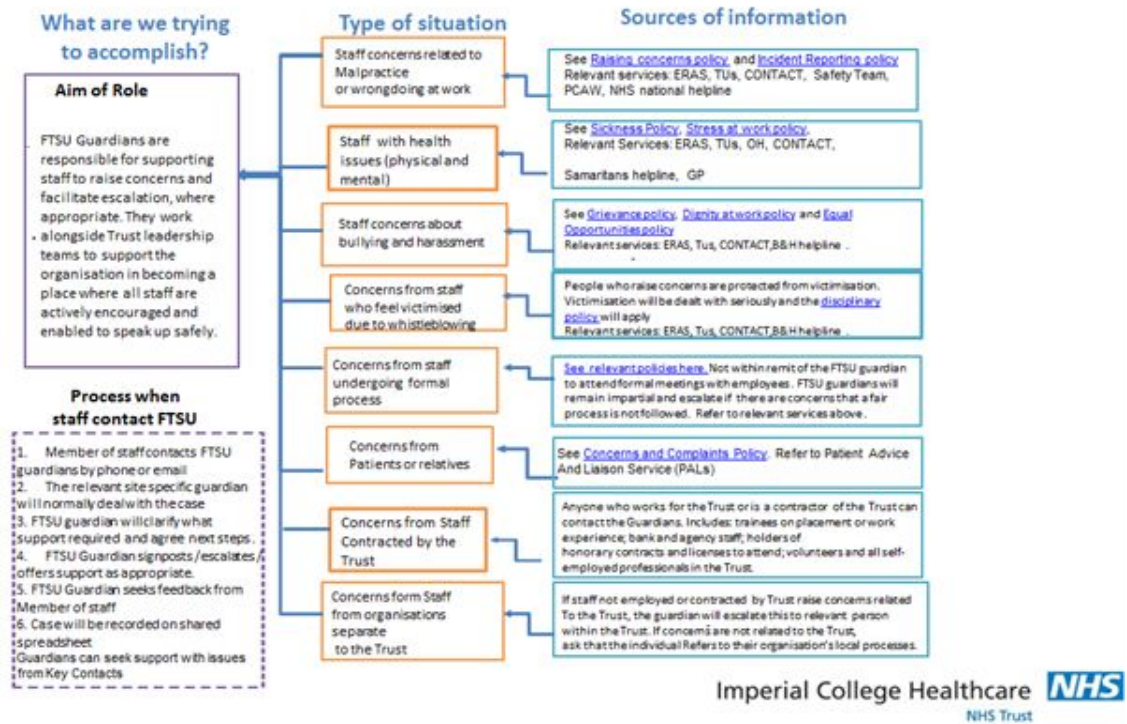 What are we trying
to accomplish?
Aim of Role
FTSU Guardians are
responsible for supporting
staff to raise concerns and
facilitate escalation, where
appropriate. They work
alongside Trust leadership
teams to support the
organisation in becoming a
place where all staff are
actively encouraged and
enabled to speak up safely.
Process when
staff contact FTSU
1. Member of staff contacts FTSU
guardians by phone or email
2. The relevant site specific guardian
will normally deal with the case
3. FTSU guardian will clarify what
support required and agree next steps.
4. FTSU Guardian signposts/escalates/
offers support as appropriate.
5. FTSU Guardian seeks feedback from
Member of staff
6. Case will be recorded on shared
spreadsheet
Guardians can seek support with issues
from Key Contacts
Type of situation
Staff concerns related to
Malpractice
or wrongdoing at work
Staff with health
issues (physical and
mental)
Staff concerns about
bullying and harassment
Concerns from staff
who feel victimised
due to whistleblowing
Concerns from staff
undergoing formal
process
Concerns from
Patients or relatives
Concerns from Staff
Contracted by the
Trust
Concerns form Staff
from organisations
separate
to the Trust
Sources of information
See Raising concerns policy and Incident Reporting policy
Relevant services: ERAS, TUs, CONTACT, Safety Team,
PCAW, NHS national helpline
See Sickness Policy, Stress at work policy,
Relevant Services: ERAS, TUs, OH, CONTACT,
Samaritans helpline, GP
See Grievance policy, Dignity at work policy and Equal
Opportunities policy
Relevant services: ERAS, Tus, CONTACT,B&H helpline .
People who raise concerns are protected from victimisation.
Victimisation will be dealt with seriously and the disciplinary
policy will apply
Relevant services: ERAS, Tus, CONTACT,B&H helpline .
See relevant policies here. Not within remit of the FTSU guardian
to attend formal meetings with employees. FTSU guardians will
remain impartial and escalate if there are concerns that a fair
process is not followed. Refer to relevant services above.
See Concerns and Complaints Policy. Refer to Patient Advice
And Liaison Service (PALs)
Anyone who works for the Trust or is a contractor of the Trust can
contact the Guardians. Includes: trainees on placement or work
experience; bank and agency staff; holders of
honorary contracts and licenses to attend; volunteers and all self-
employed professionals in the Trust.
If staff not employed or contracted by Trust raise concerns related
To the Trust, the guardian will escalate this to relevant person
within the Trust. If concerns are not related to the Trust,
ask that the individual Refers to their organisation's local processes.
Imperial College Healthcare NHS
NHS Trust